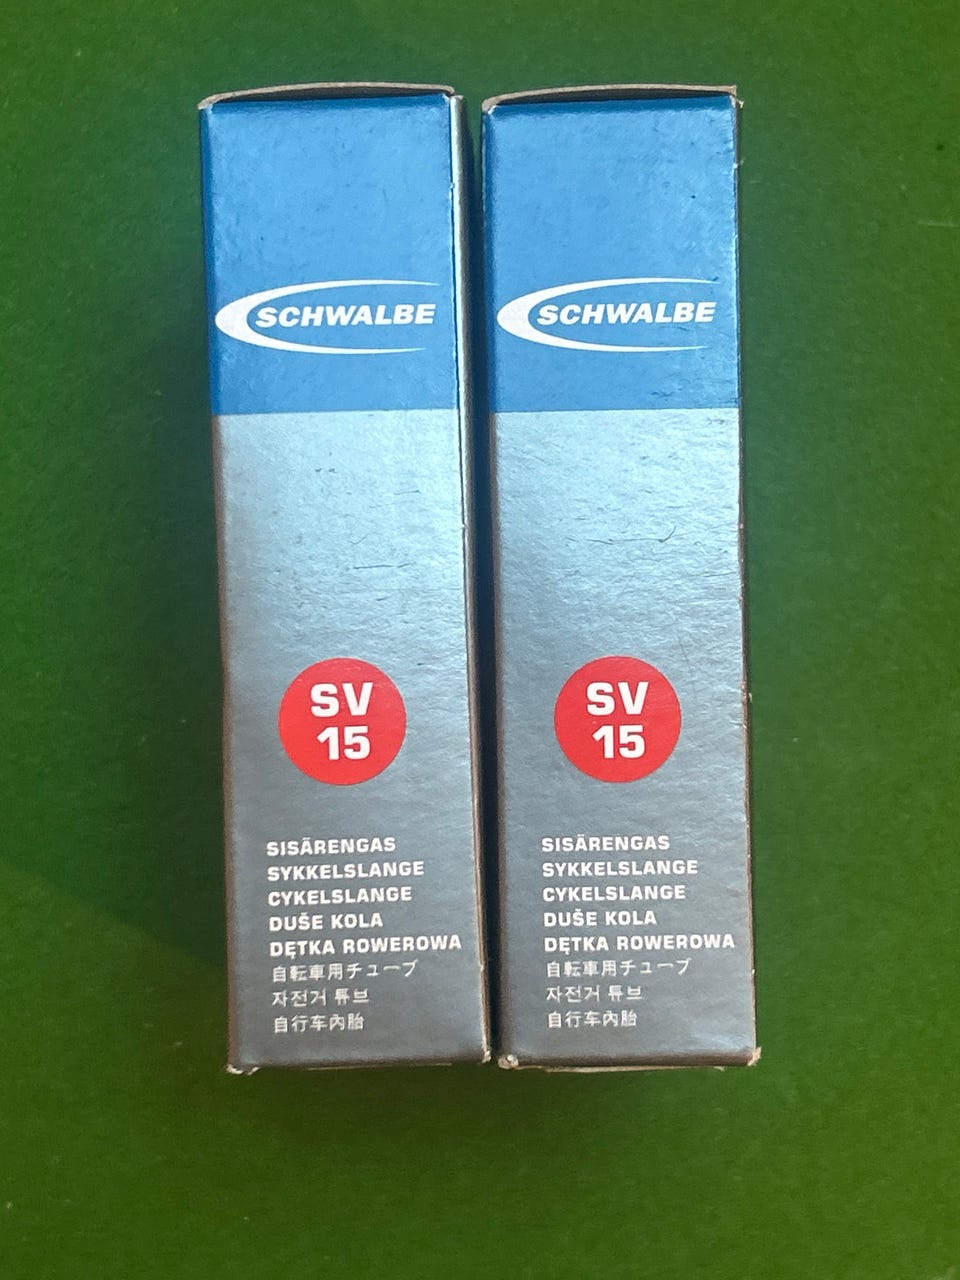 SCHWALBE
SV
15
SISÄRENGAS
SYKKELSLANGE
CYKELSLANGE
DUŠE KOLA
DĘTKA ROWEROWA
自転車用チューブ
자전거 튜브
自行车内胎
SCHWALBE
SV
15
SISÄRENGAS
SYKKELSLANGE
CYKELSLANGE
DUŠE KOLA
DĘTKA ROWEROWA
自転車用チューブ
자전거 튜브
自行车内胎